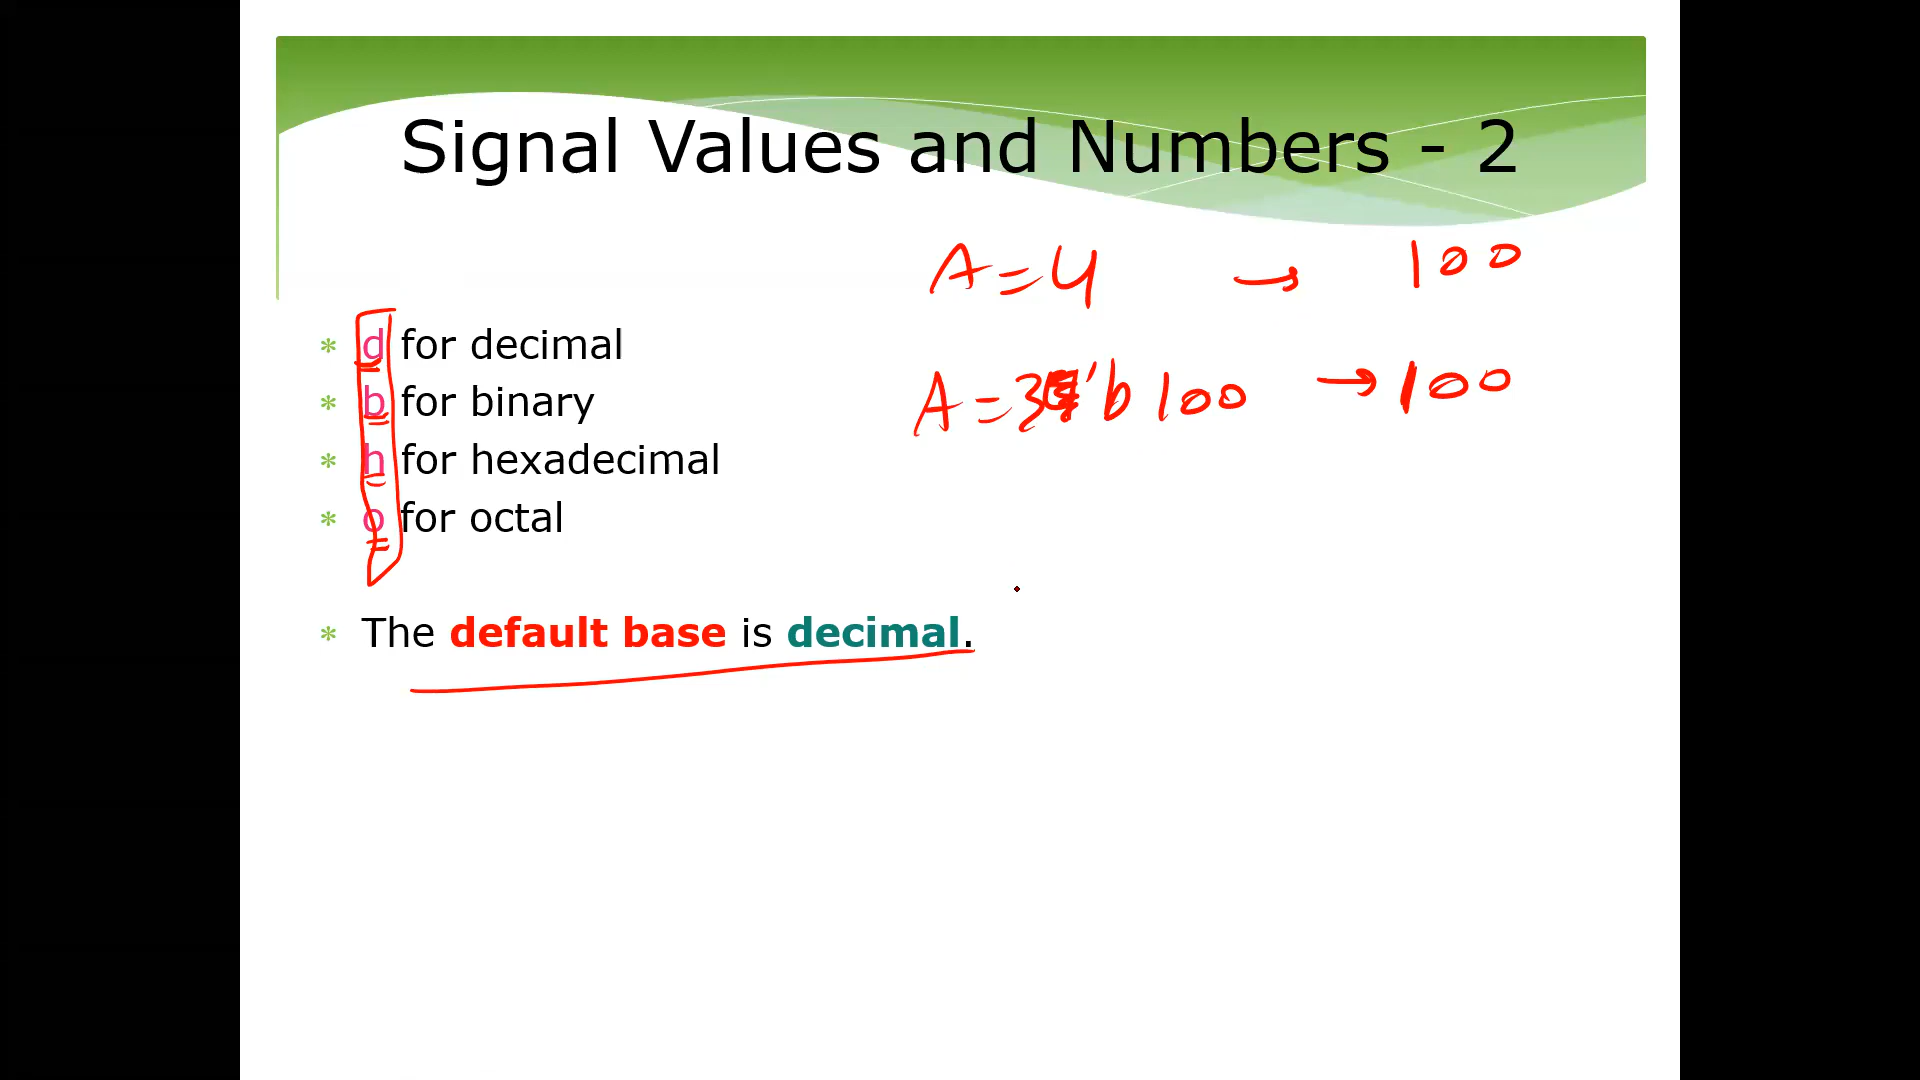 Signal Values and Numbers - 2
A=4 → 100
* d for decimal
* b for binary
A=3'b100 → 100
* h for hexadecimal
* o for octal
* The default base is decimal.